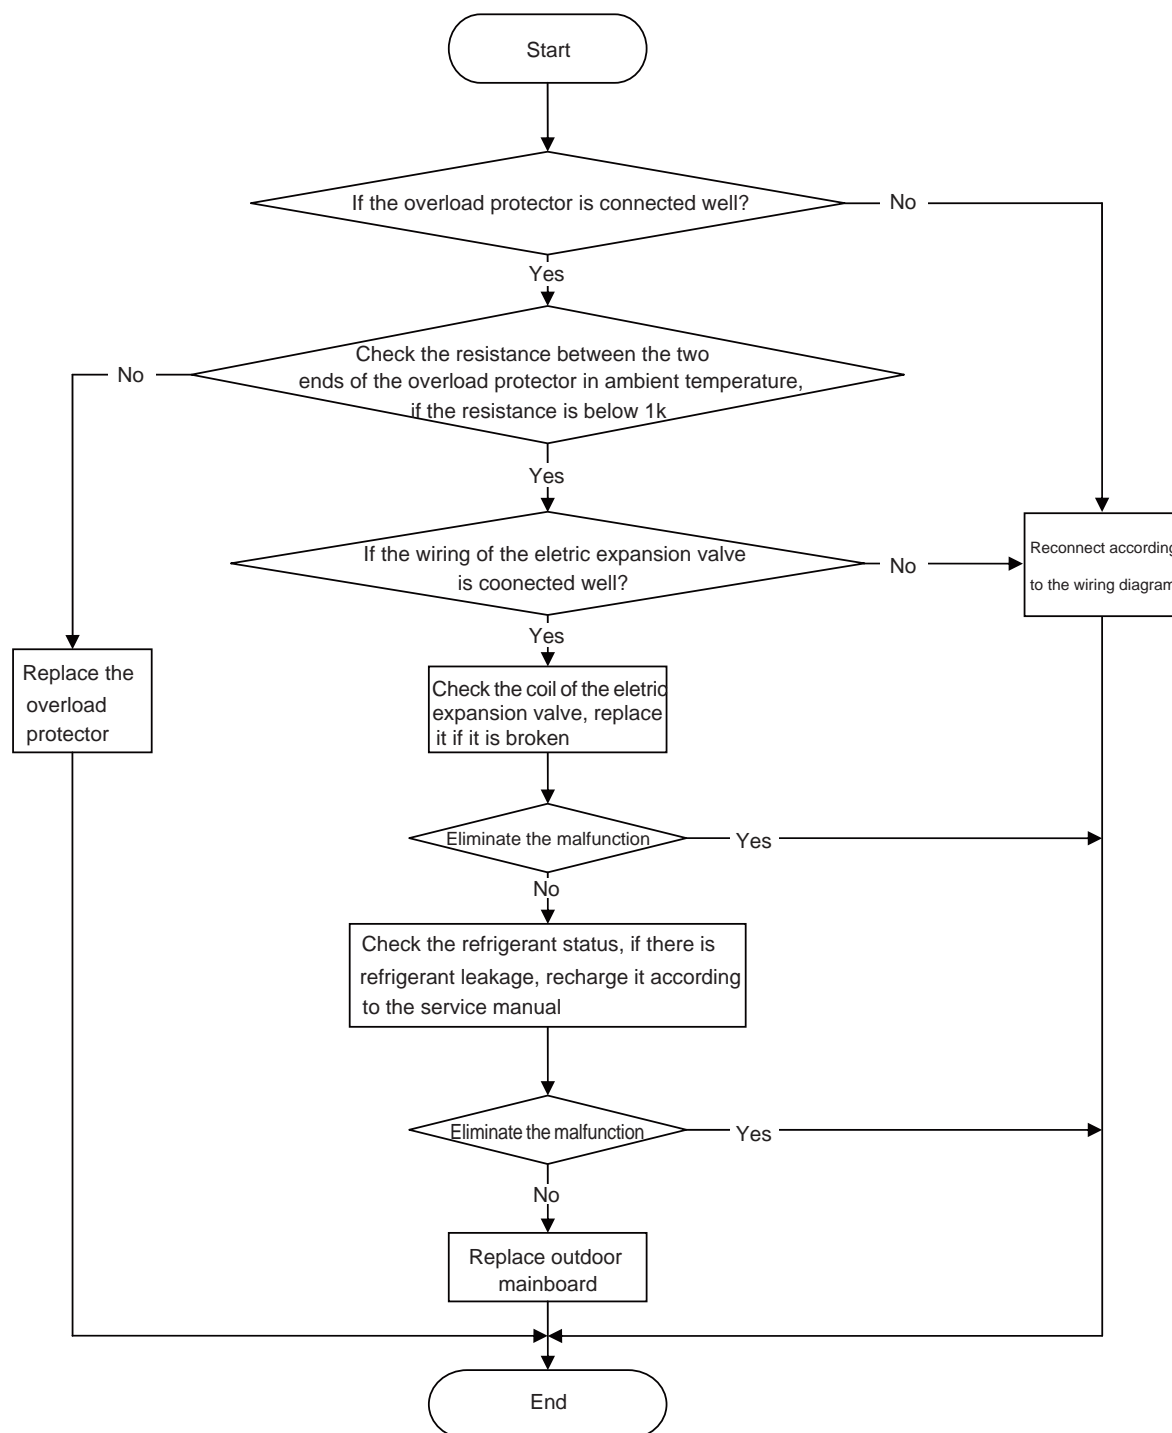 Start
If the overload protector is connected well?
No
Yes
Check the resistance between the two
ends of the overload protector in ambient temperature,
if the resistance is below 1k
No
Yes
If the wiring of the eletric expansion valve
is coonected well?
No
Reconnect according
to the wiring diagram
Yes
Replace the
overload
protector
Check the coil of the eletric
expansion valve, replace
it if it is broken
Eliminate the malfunction
Yes
No
Check the refrigerant status, if there is
refrigerant leakage, recharge it according
to the service manual
Eliminate the malfunction
Yes
No
Replace outdoor
mainboard
End